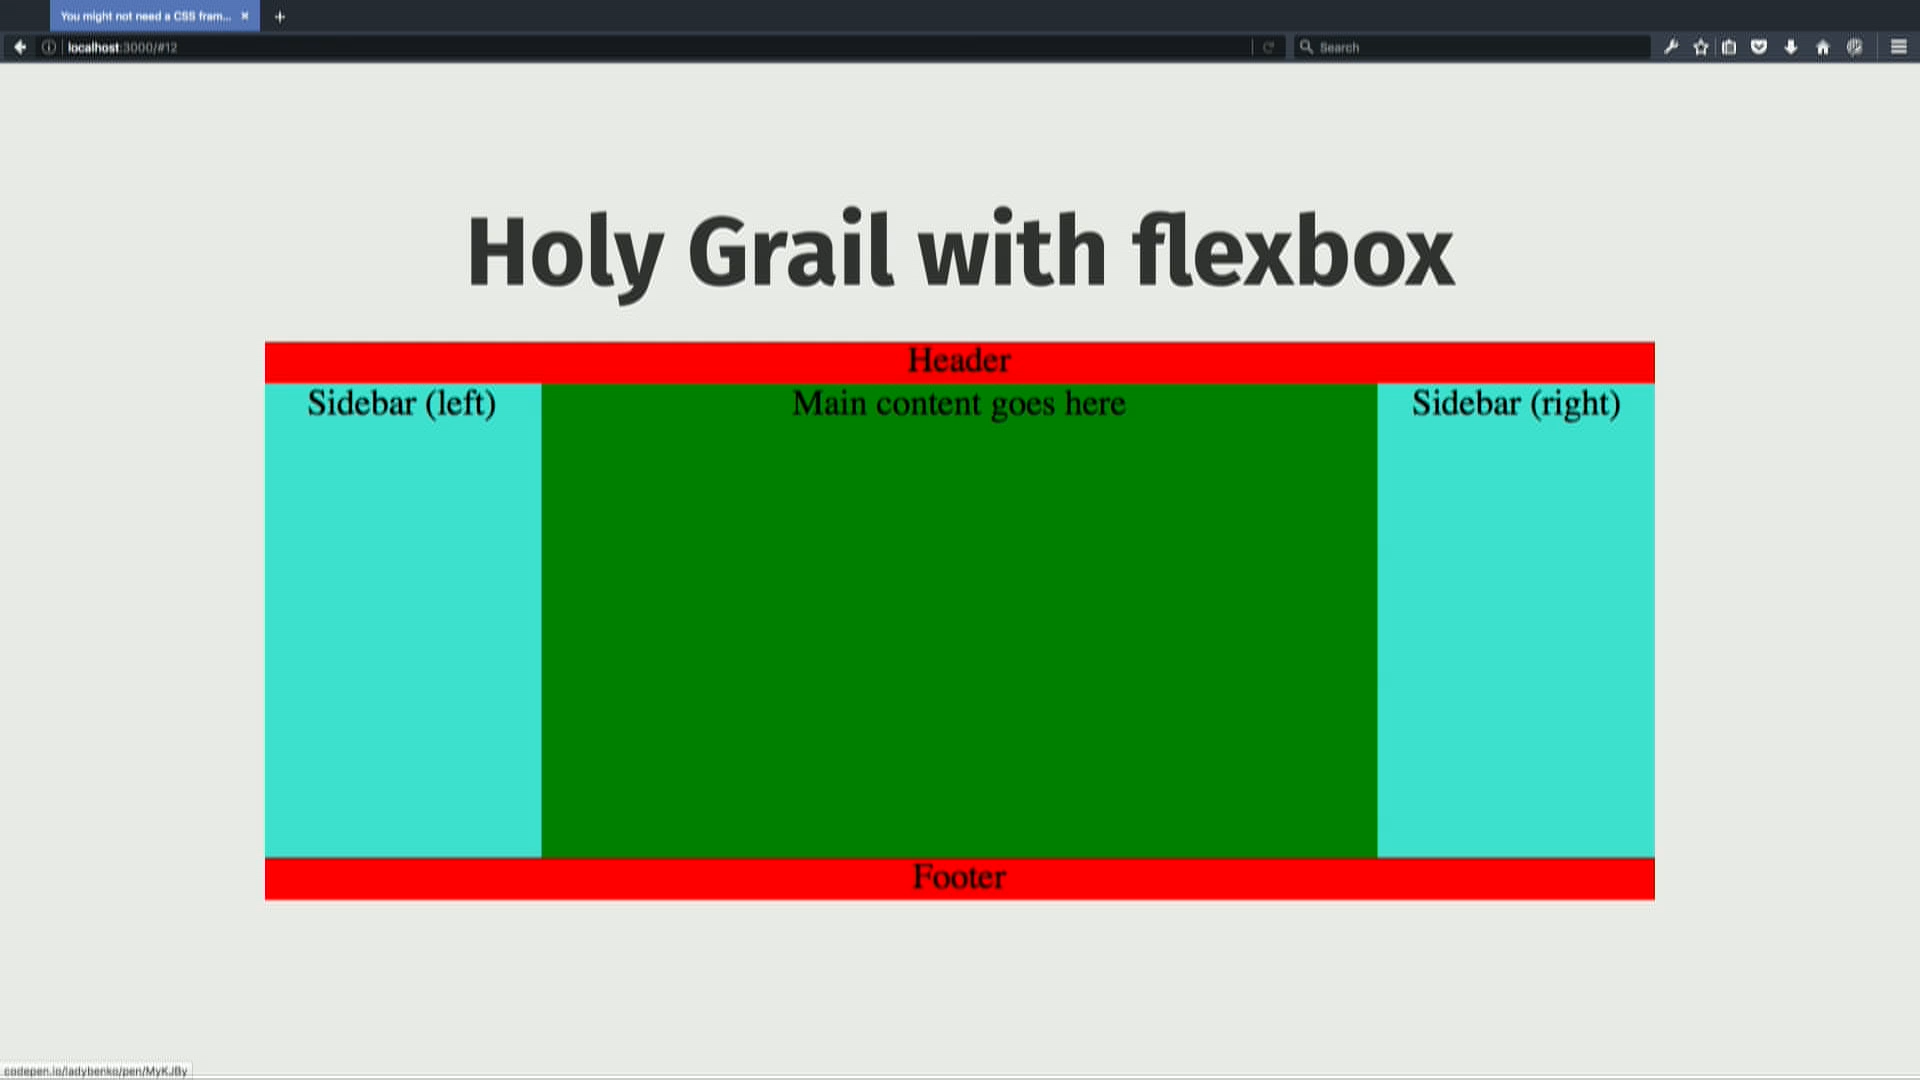 You might not need a CSS fram...
localhost:3000/#12
Search
Holy Grail with flexbox
Header
Sidebar (left)
Main content goes here
Sidebar (right)
Footer
codepen.io/ladybenko/pen/MyKJBy